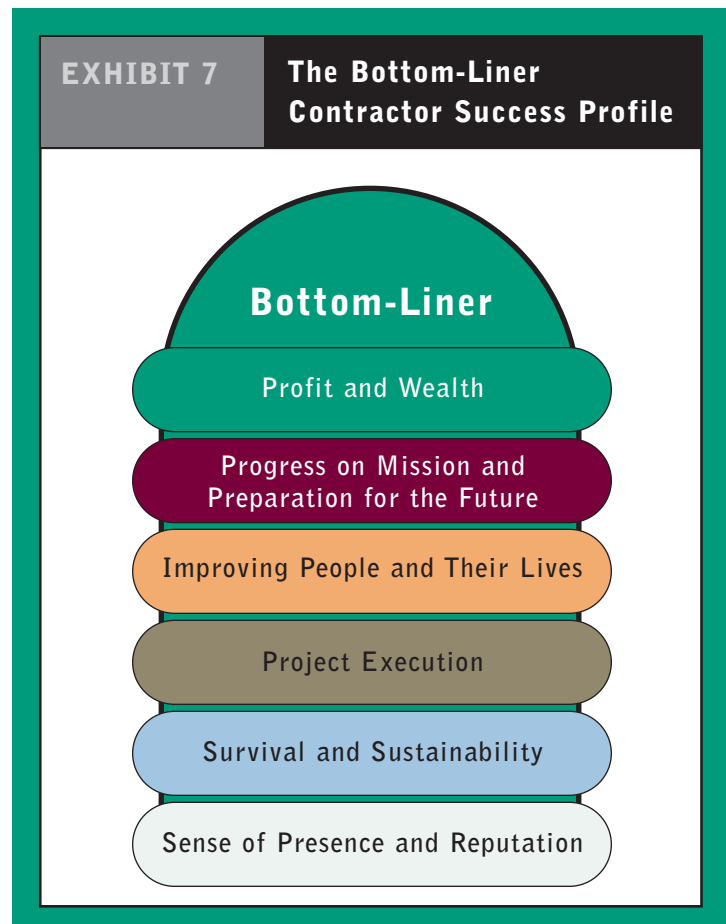 EXHIBIT 7
The Bottom-Liner
Contractor Success Profile
Bottom-Liner
Profit and Wealth
Progress on Mission and
Preparation for the Future
Improving People and Their Lives
Project Execution
Survival and Sustainability
Sense of Presence and Reputation